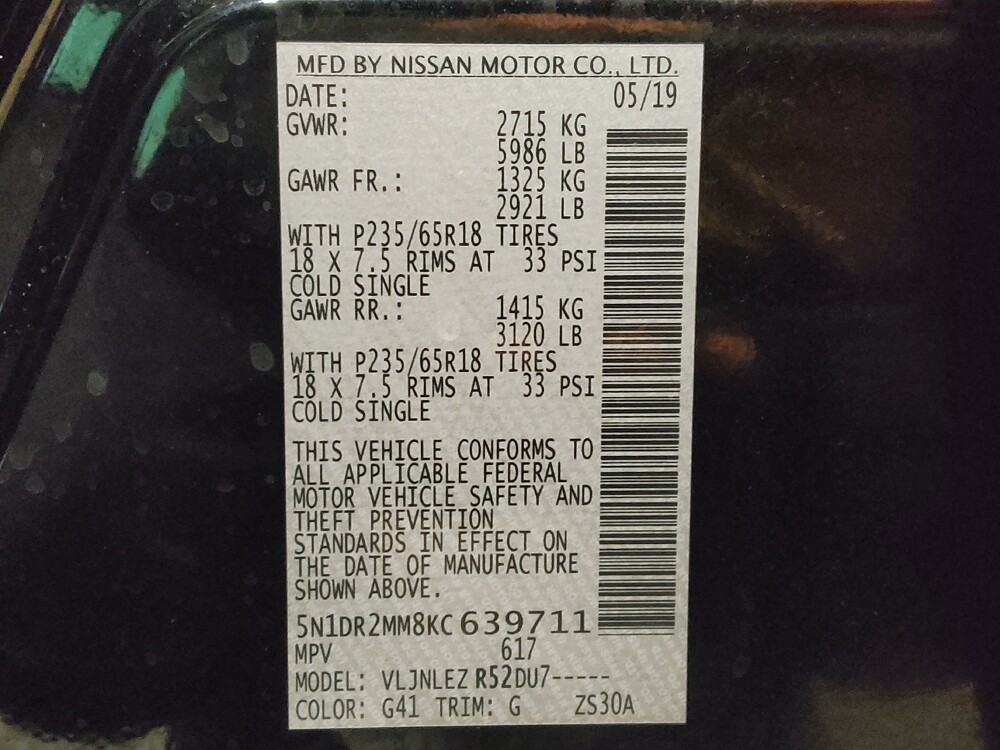 MFD BY NISSAN MOTOR CO., LTD.
DATE: 05/19
GVWR: 2715 KG
5986 LB
GAWR FR.: 1325 KG
2921 LB
WITH P235/65R18 TIRES
18 X 7.5 RIMS AT 33 PSI
COLD SINGLE
GAWR RR.: 1415 KG
3120 LB
WITH P235/65R18 TIRES
18 X 7.5 RIMS AT 33 PSI
COLD SINGLE
THIS VEHICLE CONFORMS TO
ALL APPLICABLE FEDERAL
MOTOR VEHICLE SAFETY AND
THEFT PREVENTION
STANDARDS IN EFFECT ON
THE DATE OF MANUFACTURE
SHOWN ABOVE.
5N1DR2MM8KC639711
MPV 617
MODEL: VLJNLEZ R52DU7-----
COLOR: G41 TRIM: G ZS30A